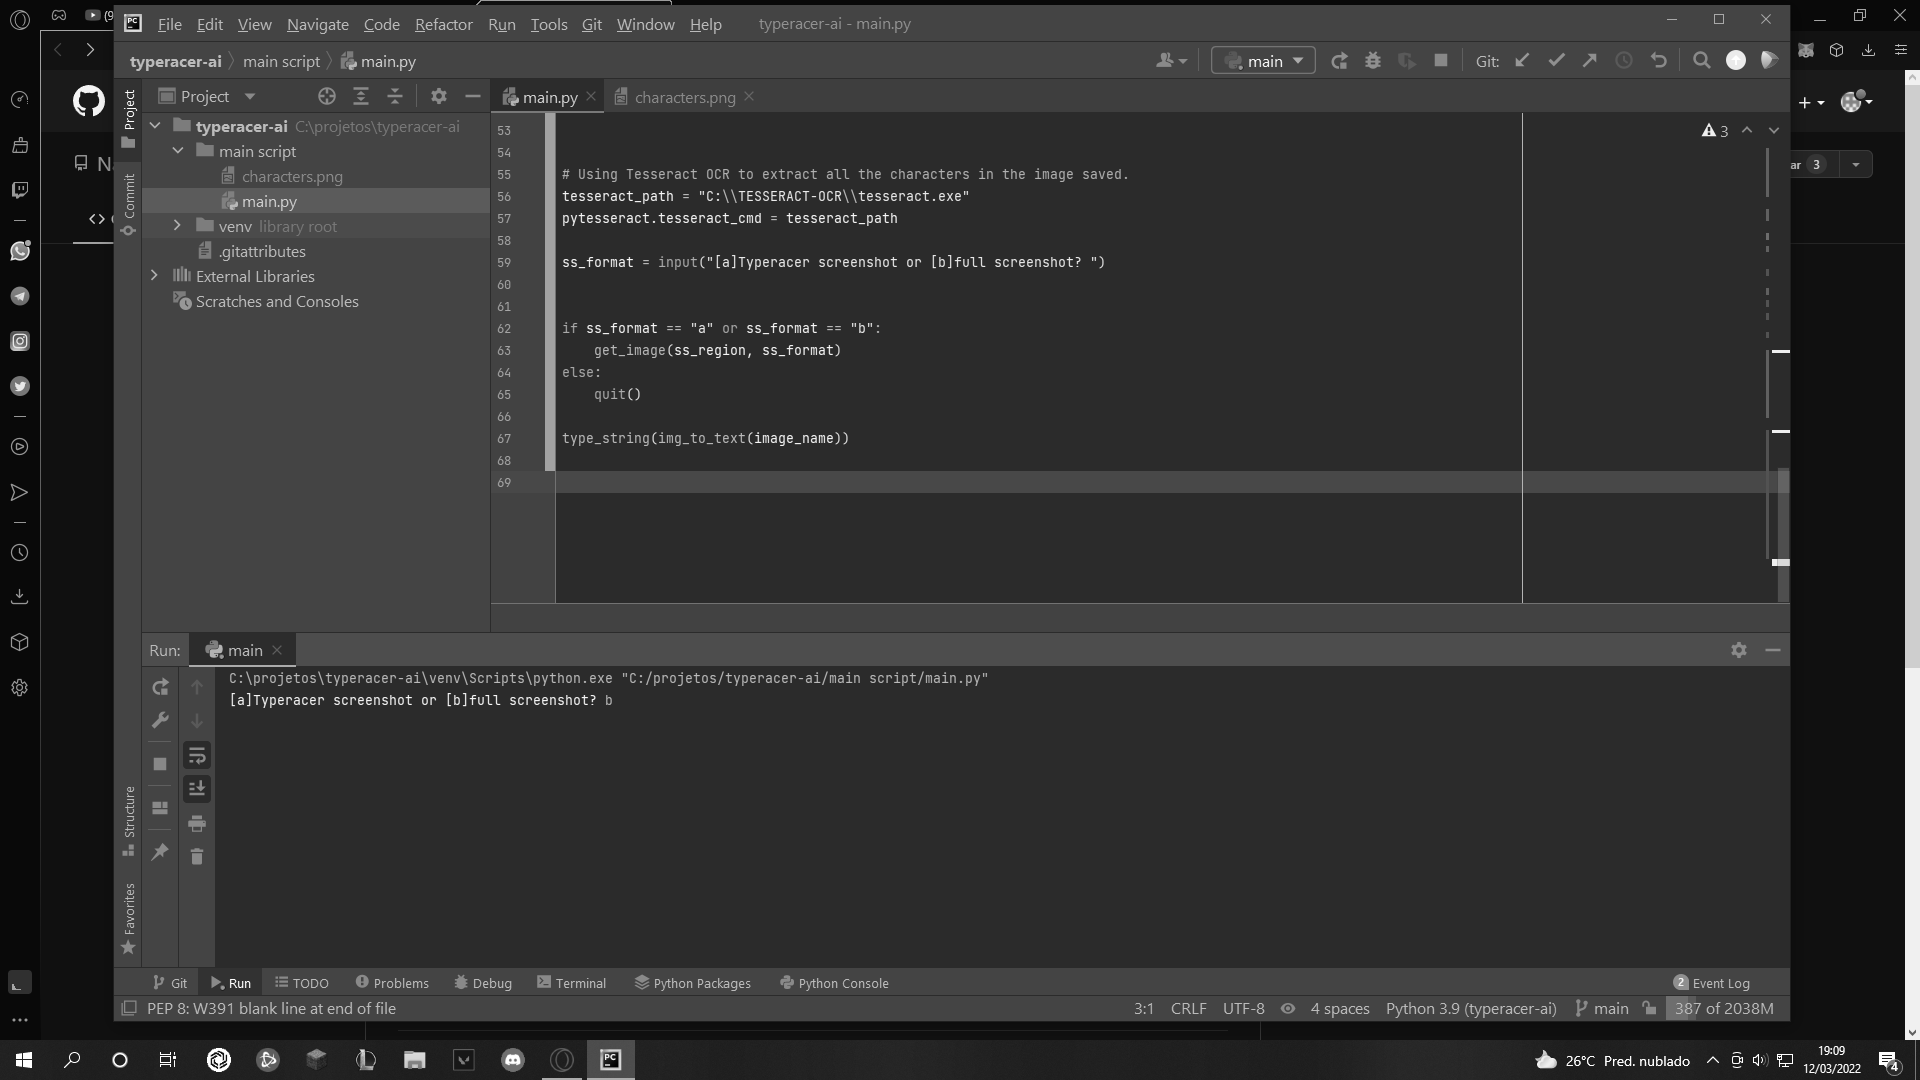 File Edit View Navigate Code Refactor Run Tools Git Window Help typeracer-ai - main.py
typeracer-ai main script main.py
main Git:
Project
Project
Commit
Structure
Favorites
main.py characters.png
typeracer-ai C:\projetos\typeracer-ai
main script
characters.png
main.py
venv library root
.gitattributes
External Libraries
Scratches and Consoles
3
ar 3
53
54
55 # Using Tesseract OCR to extract all the characters in the image saved.
56 tesseract_path = "C:\\TESSERACT-OCR\\tesseract.exe"
57 pytesseract.tesseract_cmd = tesseract_path
58
59 ss_format = input("[a]Typeracer screenshot or [b]full screenshot? ")
60
61
62 if ss_format == "a" or ss_format == "b":
63 get_image(ss_region, ss_format)
64 else:
65 quit()
66
67 type_string(img_to_text(image_name))
68
69
Run: main
C:\projetos\typeracer-ai\venv\Scripts\python.exe "C:/projetos/typeracer-ai/main script/main.py"
[a]Typeracer screenshot or [b]full screenshot? b
Git Run TODO Problems Debug Terminal Python Packages Python Console 2 Event Log
PEP 8: W391 blank line at end of file 3:1 CRLF UTF-8 4 spaces Python 3.9 (typeracer-ai) main 387 of 2038M
26°C Pred. nublado 19:09
12/03/2022 4